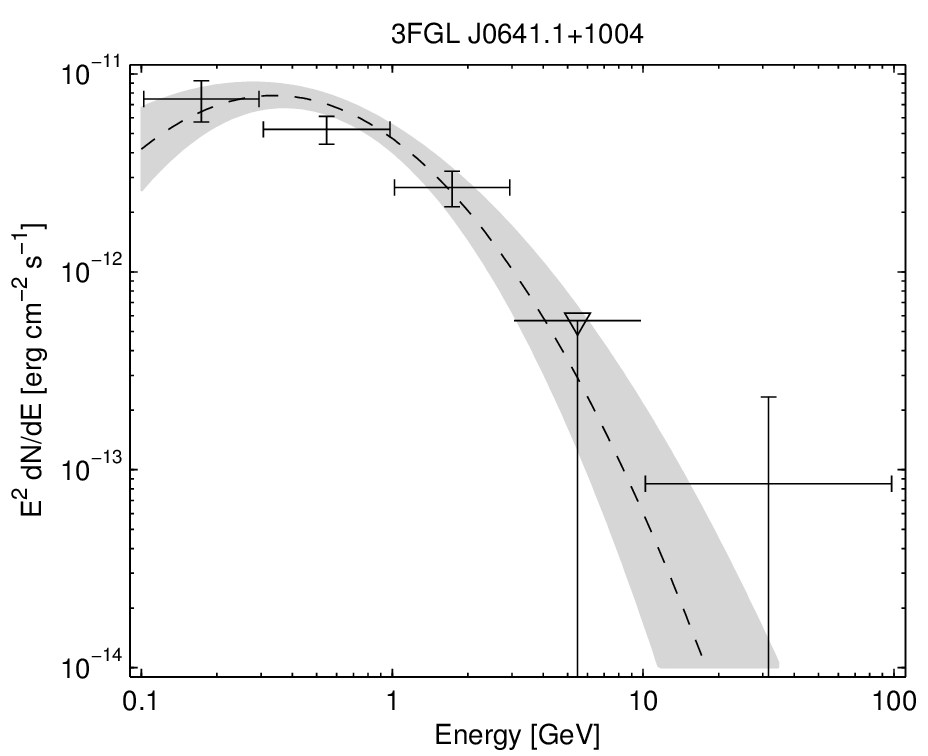 3FGL J0641.1+1004
10⁻¹¹
10⁻¹²
10⁻¹³
10⁻¹⁴
E² dN/dE [erg cm⁻² s⁻¹]
0.1 1 10 100
Energy [GeV]